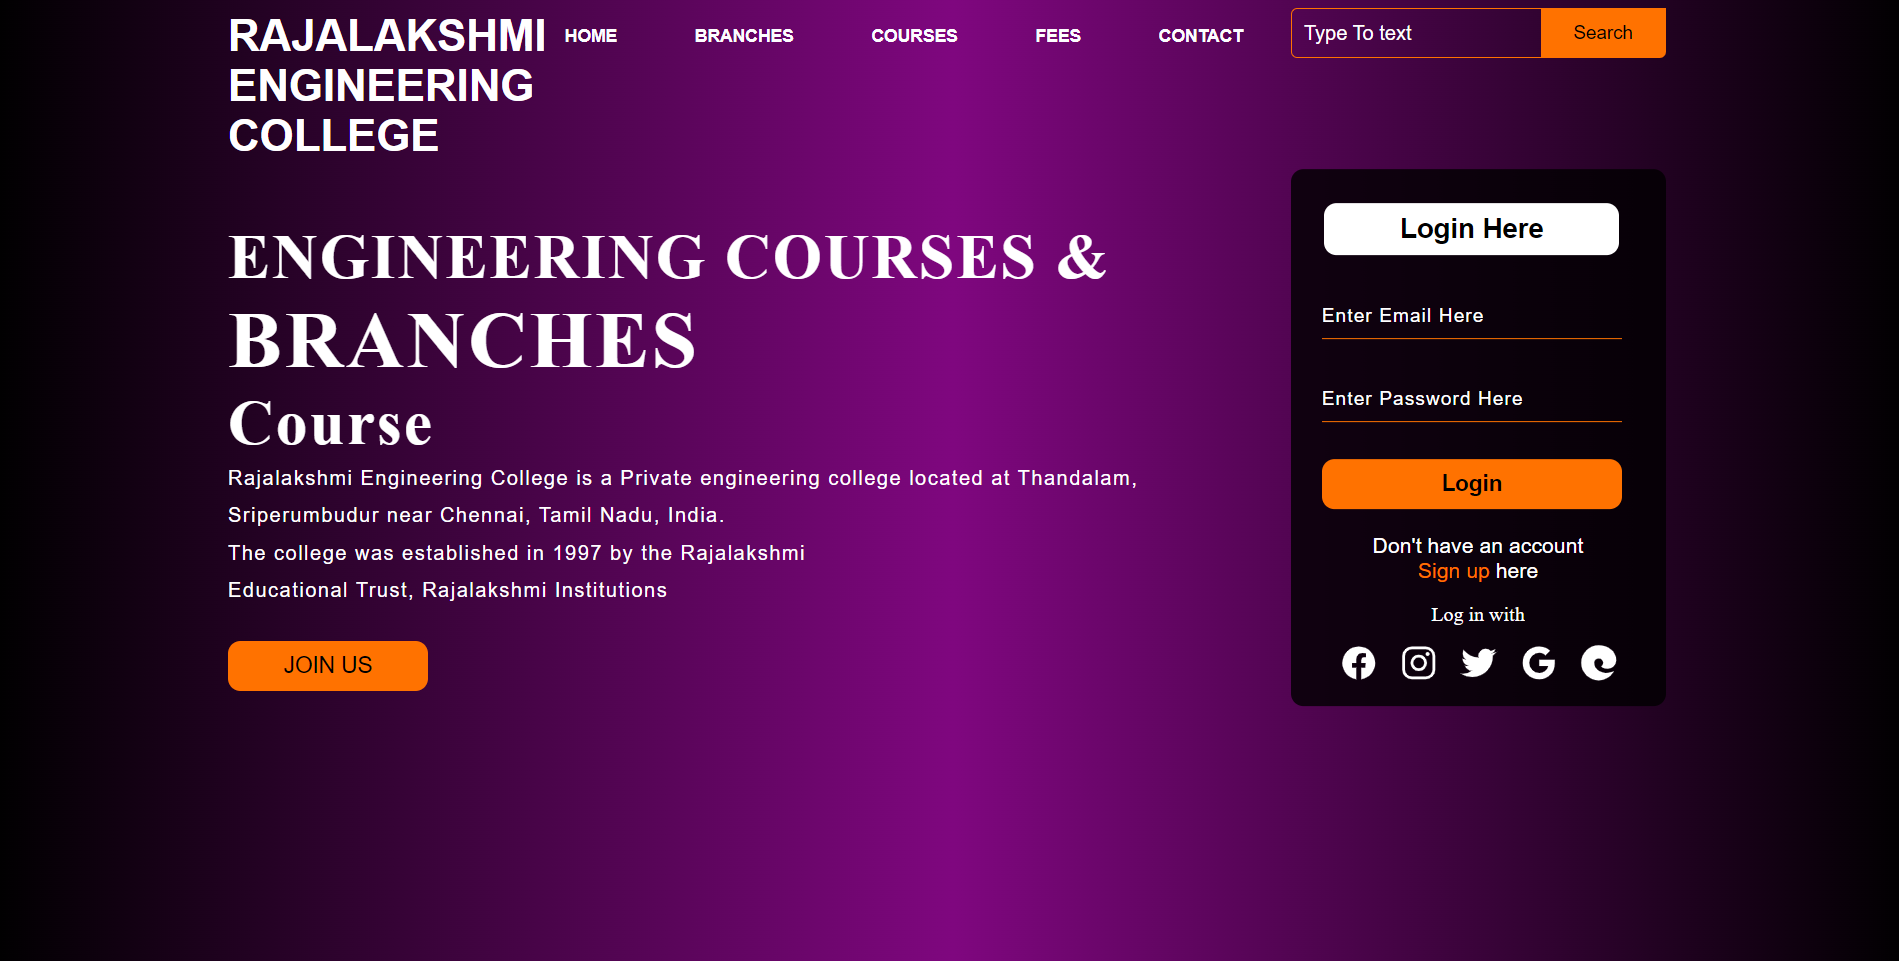 RAJALAKSHMI
ENGINEERING
COLLEGE
HOME BRANCHES COURSES FEES CONTACT
Type To text Search
ENGINEERING COURSES &
BRANCHES
Course
Rajalakshmi Engineering College is a Private engineering college located at Thandalam,
Sriperumbudur near Chennai, Tamil Nadu, India.
The college was established in 1997 by the Rajalakshmi
Educational Trust, Rajalakshmi Institutions
JOIN US
Login Here
Enter Email Here
Enter Password Here
Login
Don't have an account
Sign up here
Log in with